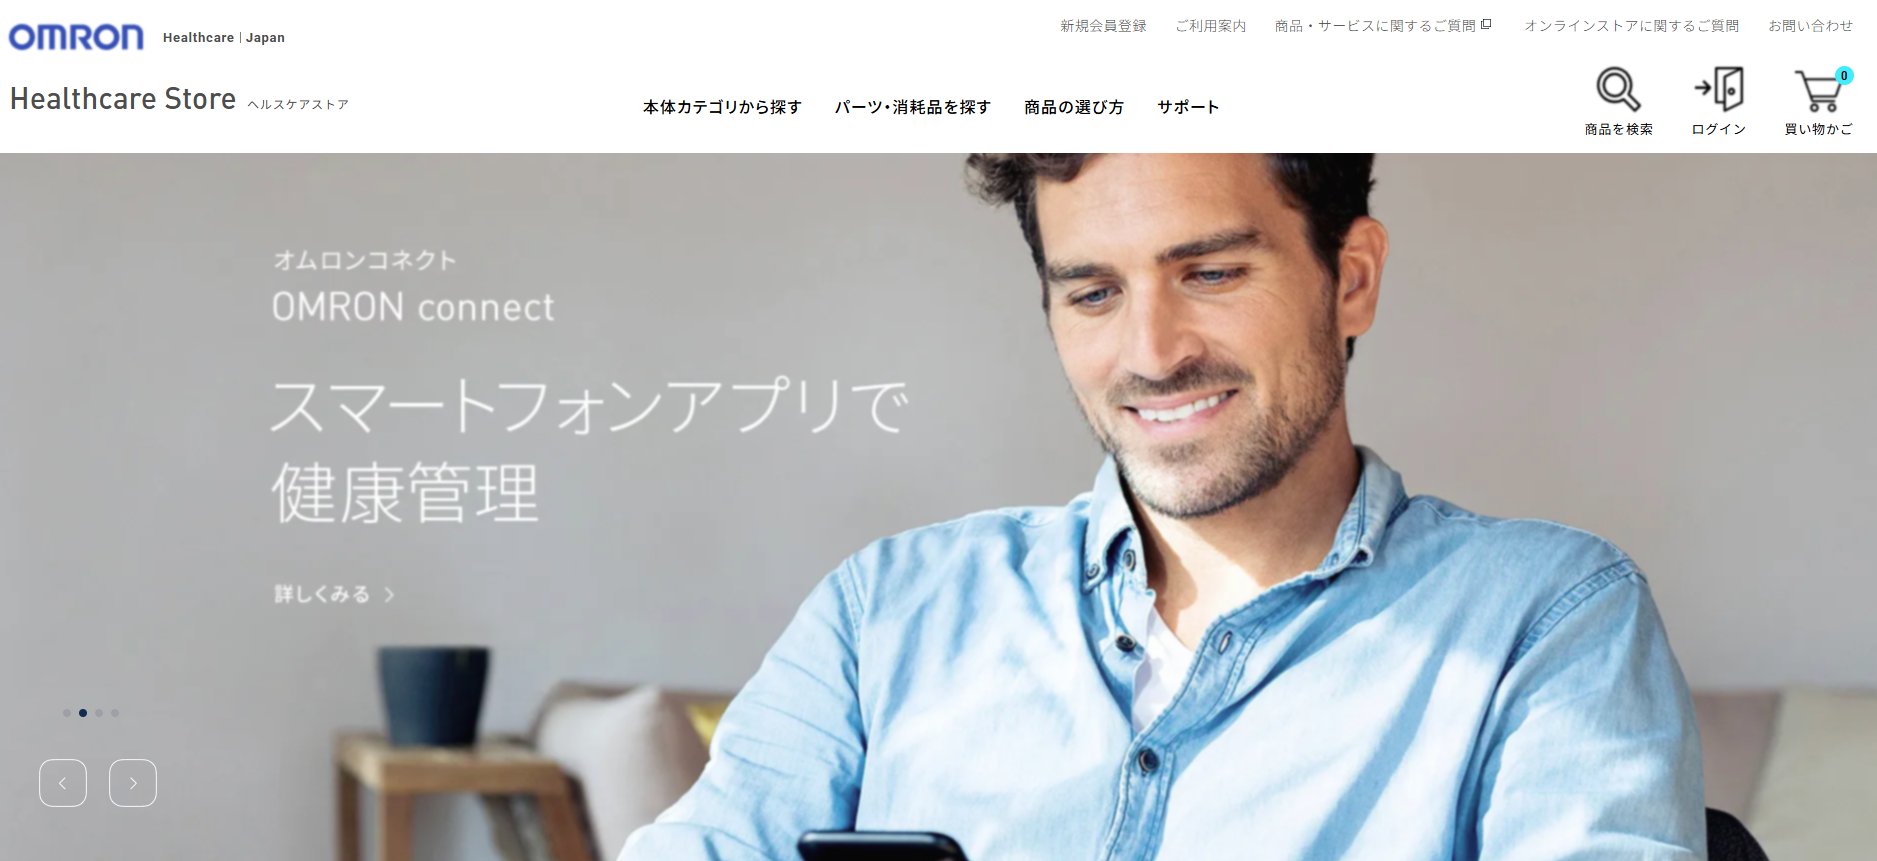 OMRON Healthcare | Japan
新規会員登録 ご利用案内 商品・サービスに関するご質問 オンラインストアに関するご質問 お問い合わせ
Healthcare Store ヘルスケアストア
本体カテゴリから探す パーツ・消耗品を探す 商品の選び方 サポート
0
商品を検索 ログイン 買い物かご
オムロンコネクト
OMRON connect
スマートフォンアプリで
健康管理
詳しくみる